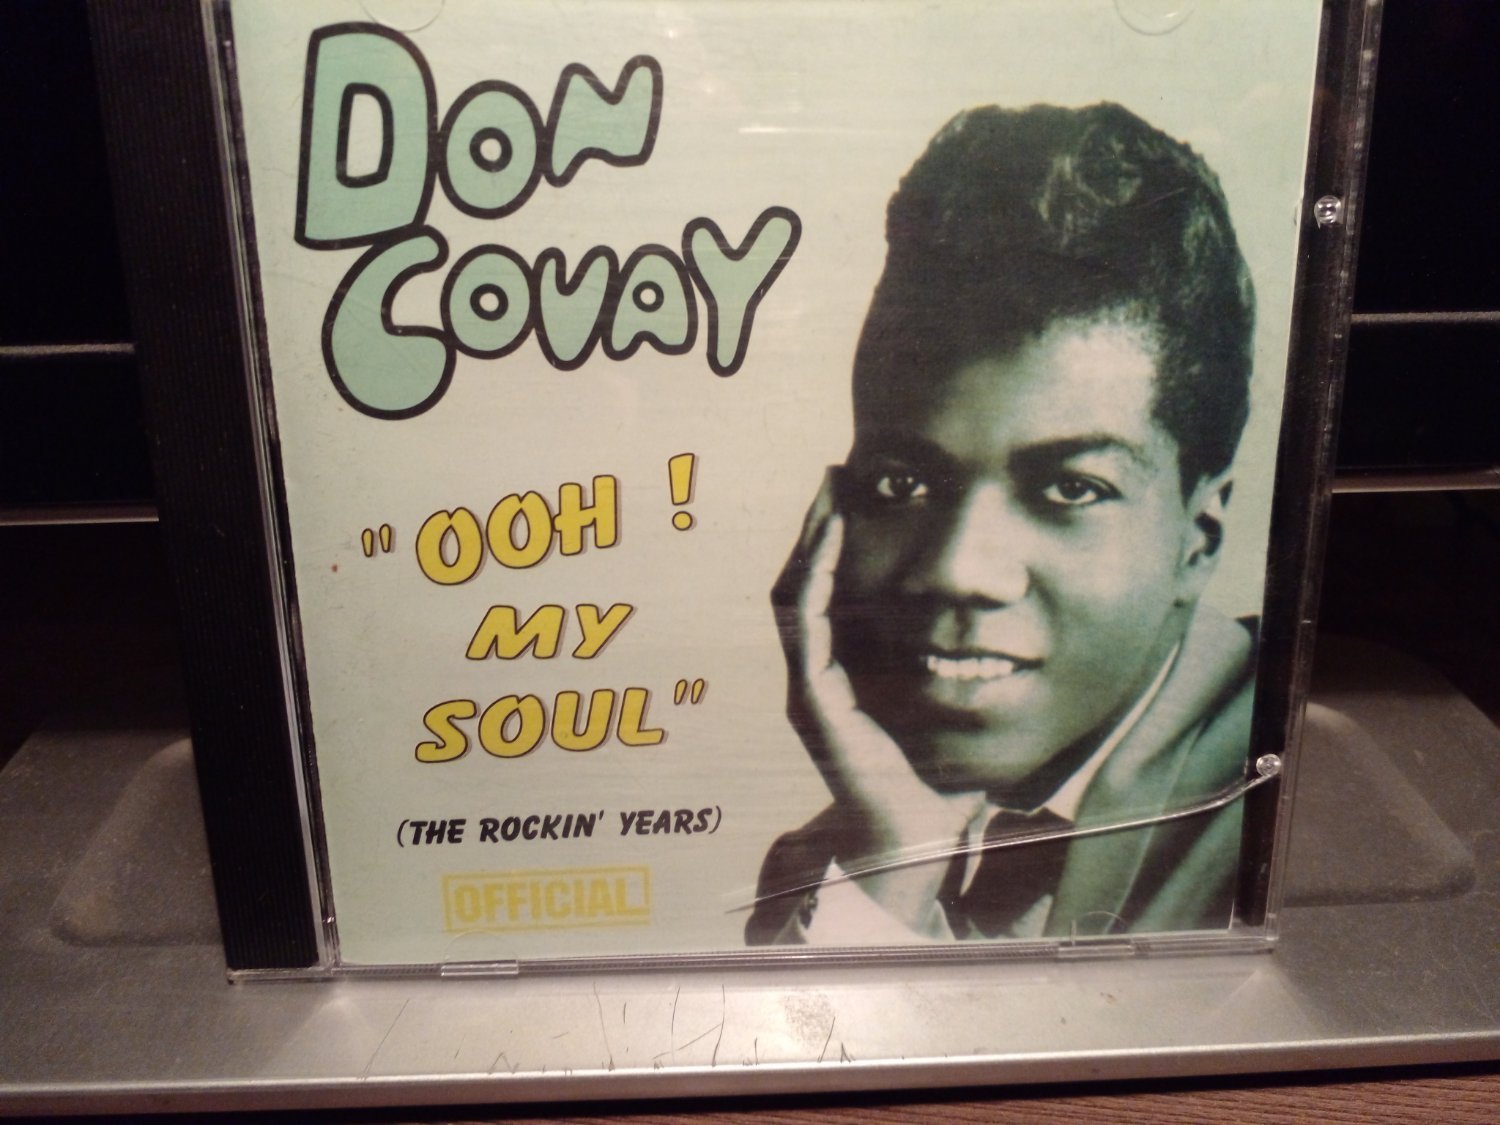 DON
COVAY
"OOH!
MY
SOUL"
(THE ROCKIN' YEARS)
OFFICIAL